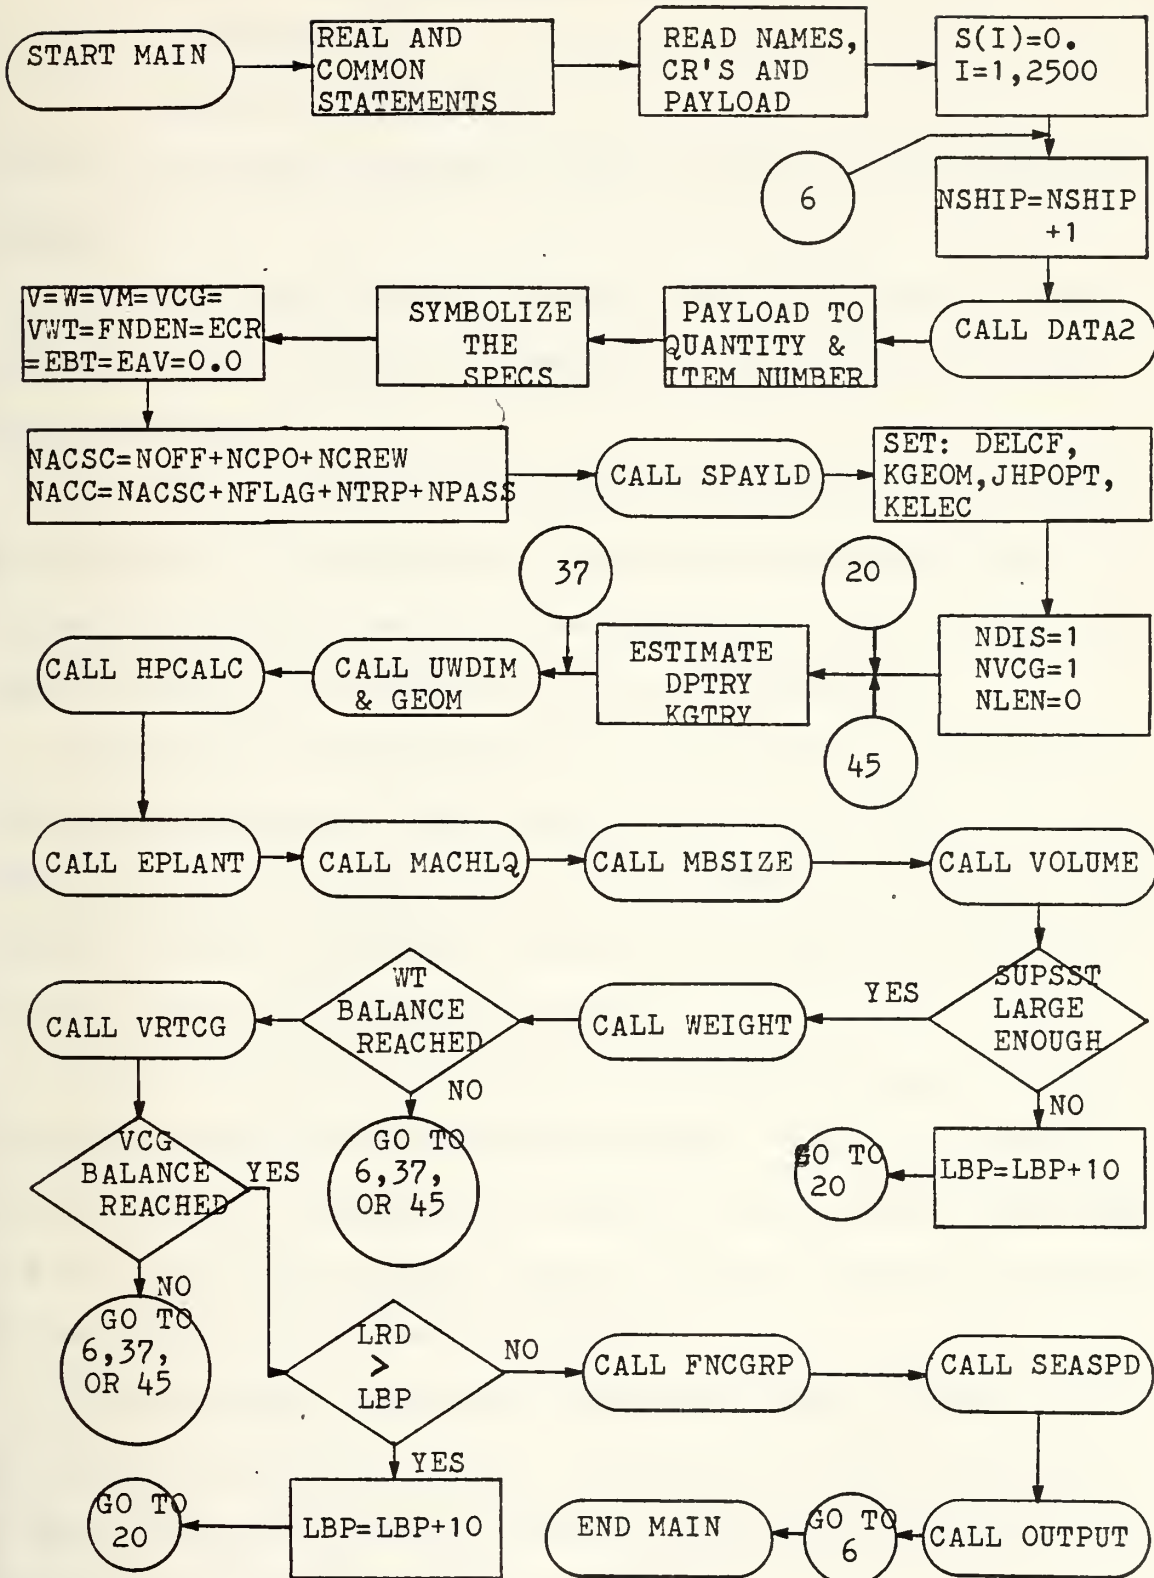 START MAIN
REAL AND
COMMON
STATEMENTS
READ NAMES,
CR'S AND
PAYLOAD
S(I)=0.
I=1,2500
6
NSHIP=NSHIP
+1
CALL DATA2
PAYLOAD TO
QUANTITY &
ITEM NUMBER
SYMBOLIZE
THE
SPECS
V=W=VM=VCG=
VWT=FNDEN=ECR
=EBT=EAV=0.0
NACSC=NOFF+NCPO+NCREW
NACC=NACSC+NFLAG+NTRP+NPASS
CALL SPAYLD
SET: DELCF,
KGEOM,JHPOPT,
KELEC
NDIS=1
NVCG=1
NLEN=0
20
45
ESTIMATE
DPTRY
KGTRY
37
CALL UWDIM
& GEOM
CALL HPCALC
CALL EPLANT
CALL MACHLQ
CALL MBSIZE
CALL VOLUME
SUPSST
LARGE
ENOUGH
NO
LBP=LBP+10
GO TO
20
YES
CALL WEIGHT
WT
BALANCE
REACHED
NO
GO TO
6,37,
OR 45
CALL VRTCG
VCG
BALANCE
REACHED
NO
GO TO
6,37,
OR 45
YES
LRD
>
LBP
YES
LBP=LBP+10
GO TO
20
NO
CALL FNCGRP
CALL SEASPD
CALL OUTPUT
GO TO
6
END MAIN